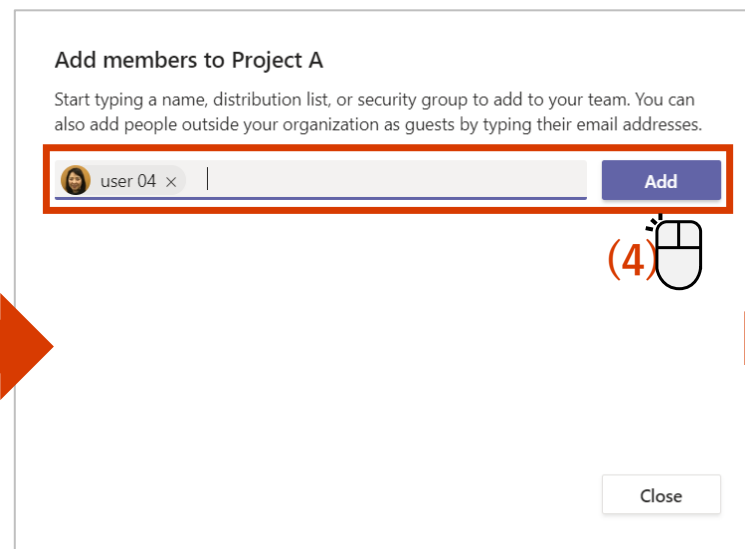 Add members to Project A
Start typing a name, distribution list, or security group to add to your team. You can
also add people outside your organization as guests by typing their email addresses.
user 04 ×
Add
(4)
Close